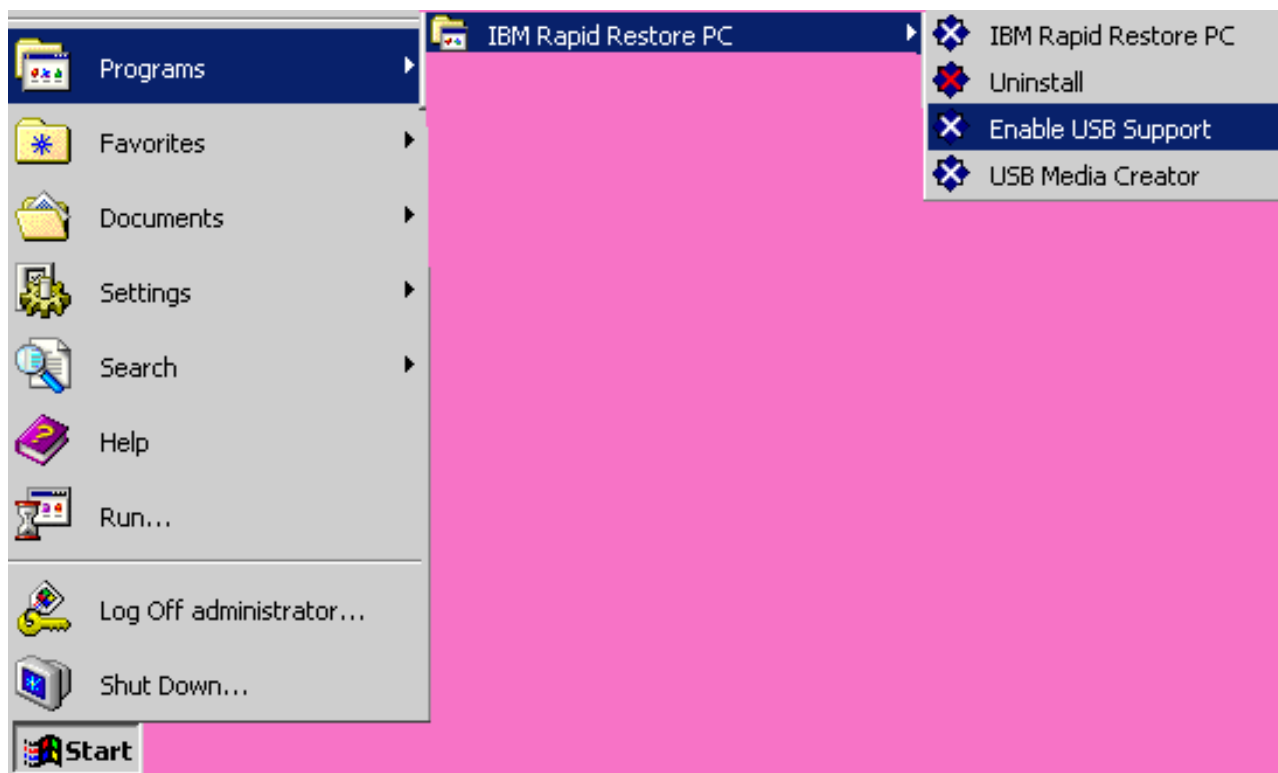 Programs
Favorites
Documents
Settings
Search
Help
Run...
Log Off administrator...
Shut Down...
Start
IBM Rapid Restore PC
IBM Rapid Restore PC
Uninstall
Enable USB Support
USB Media Creator